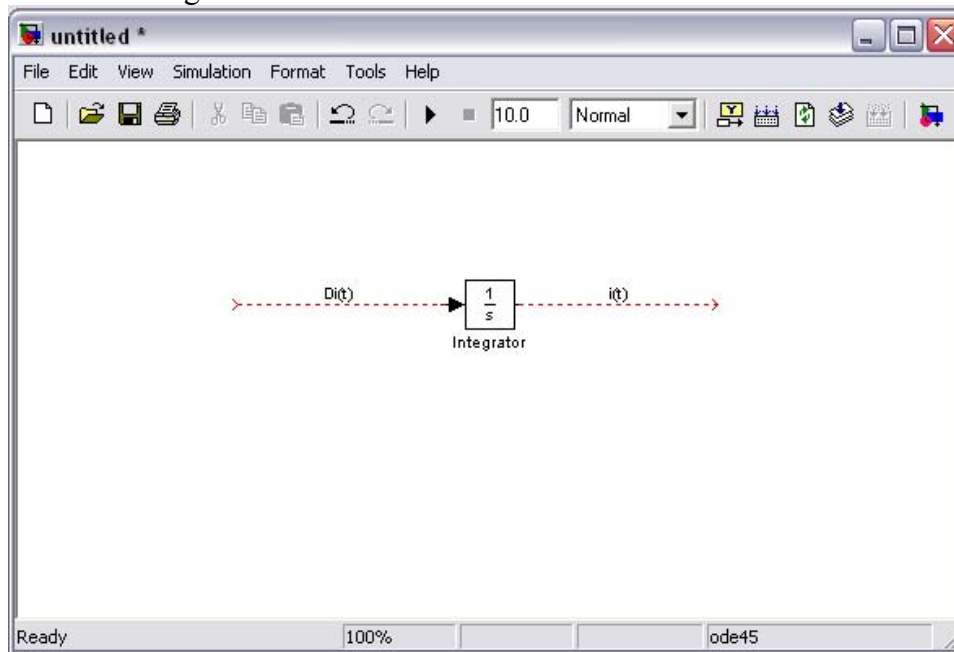 untitled *
File Edit View Simulation Format Tools Help
10.0 Normal
Di(t) 1 i(t)
s
Integrator
Ready 100% ode45